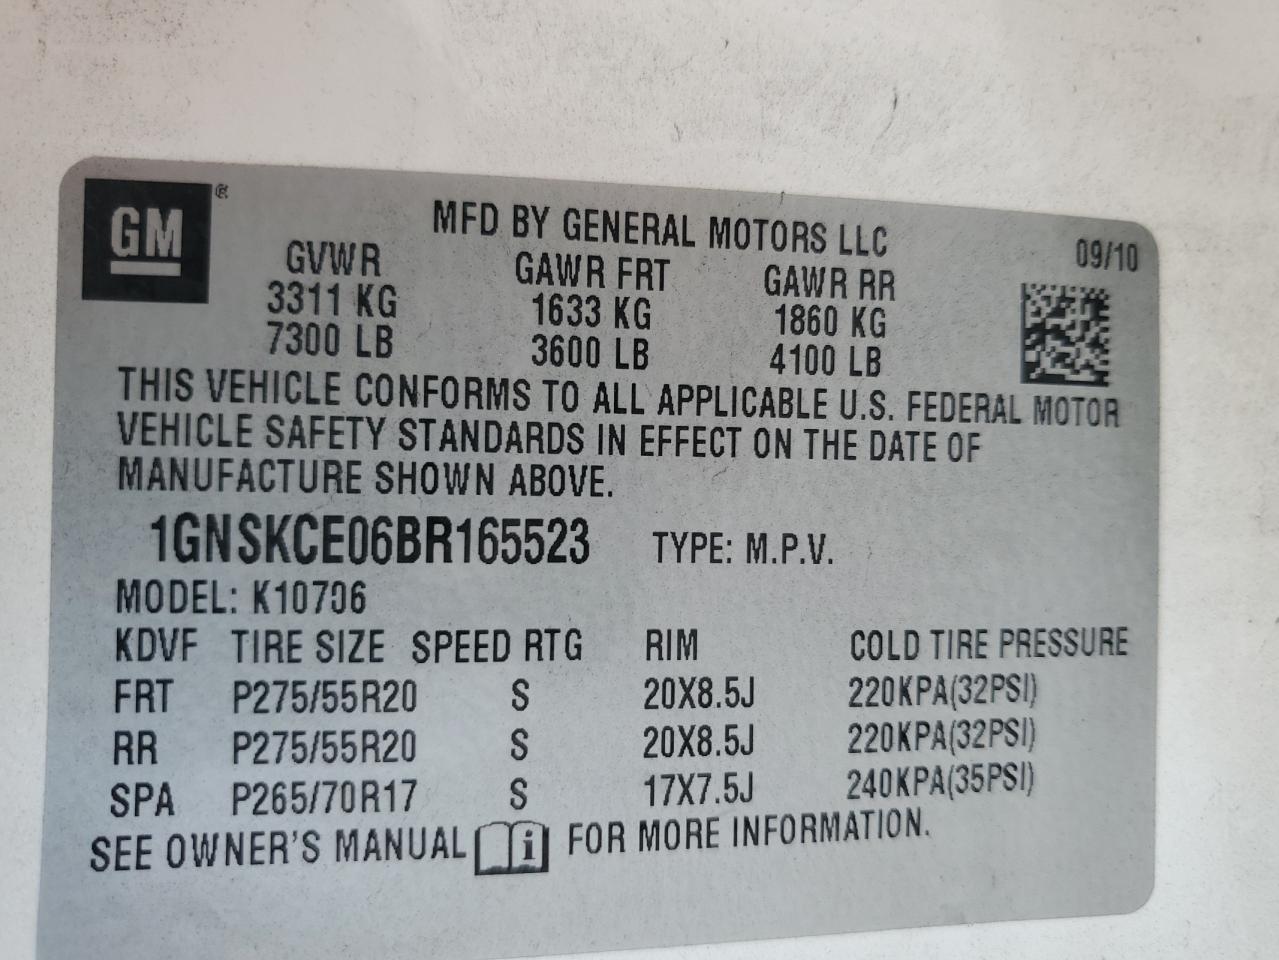 GM ®
MFD BY GENERAL MOTORS LLC 09/10
GVWR GAWR FRT GAWR RR
3311 KG 1633 KG 1860 KG
7300 LB 3600 LB 4100 LB
THIS VEHICLE CONFORMS TO ALL APPLICABLE U.S. FEDERAL MOTOR
VEHICLE SAFETY STANDARDS IN EFFECT ON THE DATE OF
MANUFACTURE SHOWN ABOVE.
1GNSKCE06BR165523 TYPE: M.P.V.
MODEL: K10706
KDVF TIRE SIZE SPEED RTG RIM COLD TIRE PRESSURE
FRT P275/55R20 S 20X8.5J 220KPA(32PSI)
RR P275/55R20 S 20X8.5J 220KPA(32PSI)
SPA P265/70R17 S 17X7.5J 240KPA(35PSI)
SEE OWNER'S MANUAL i FOR MORE INFORMATION.